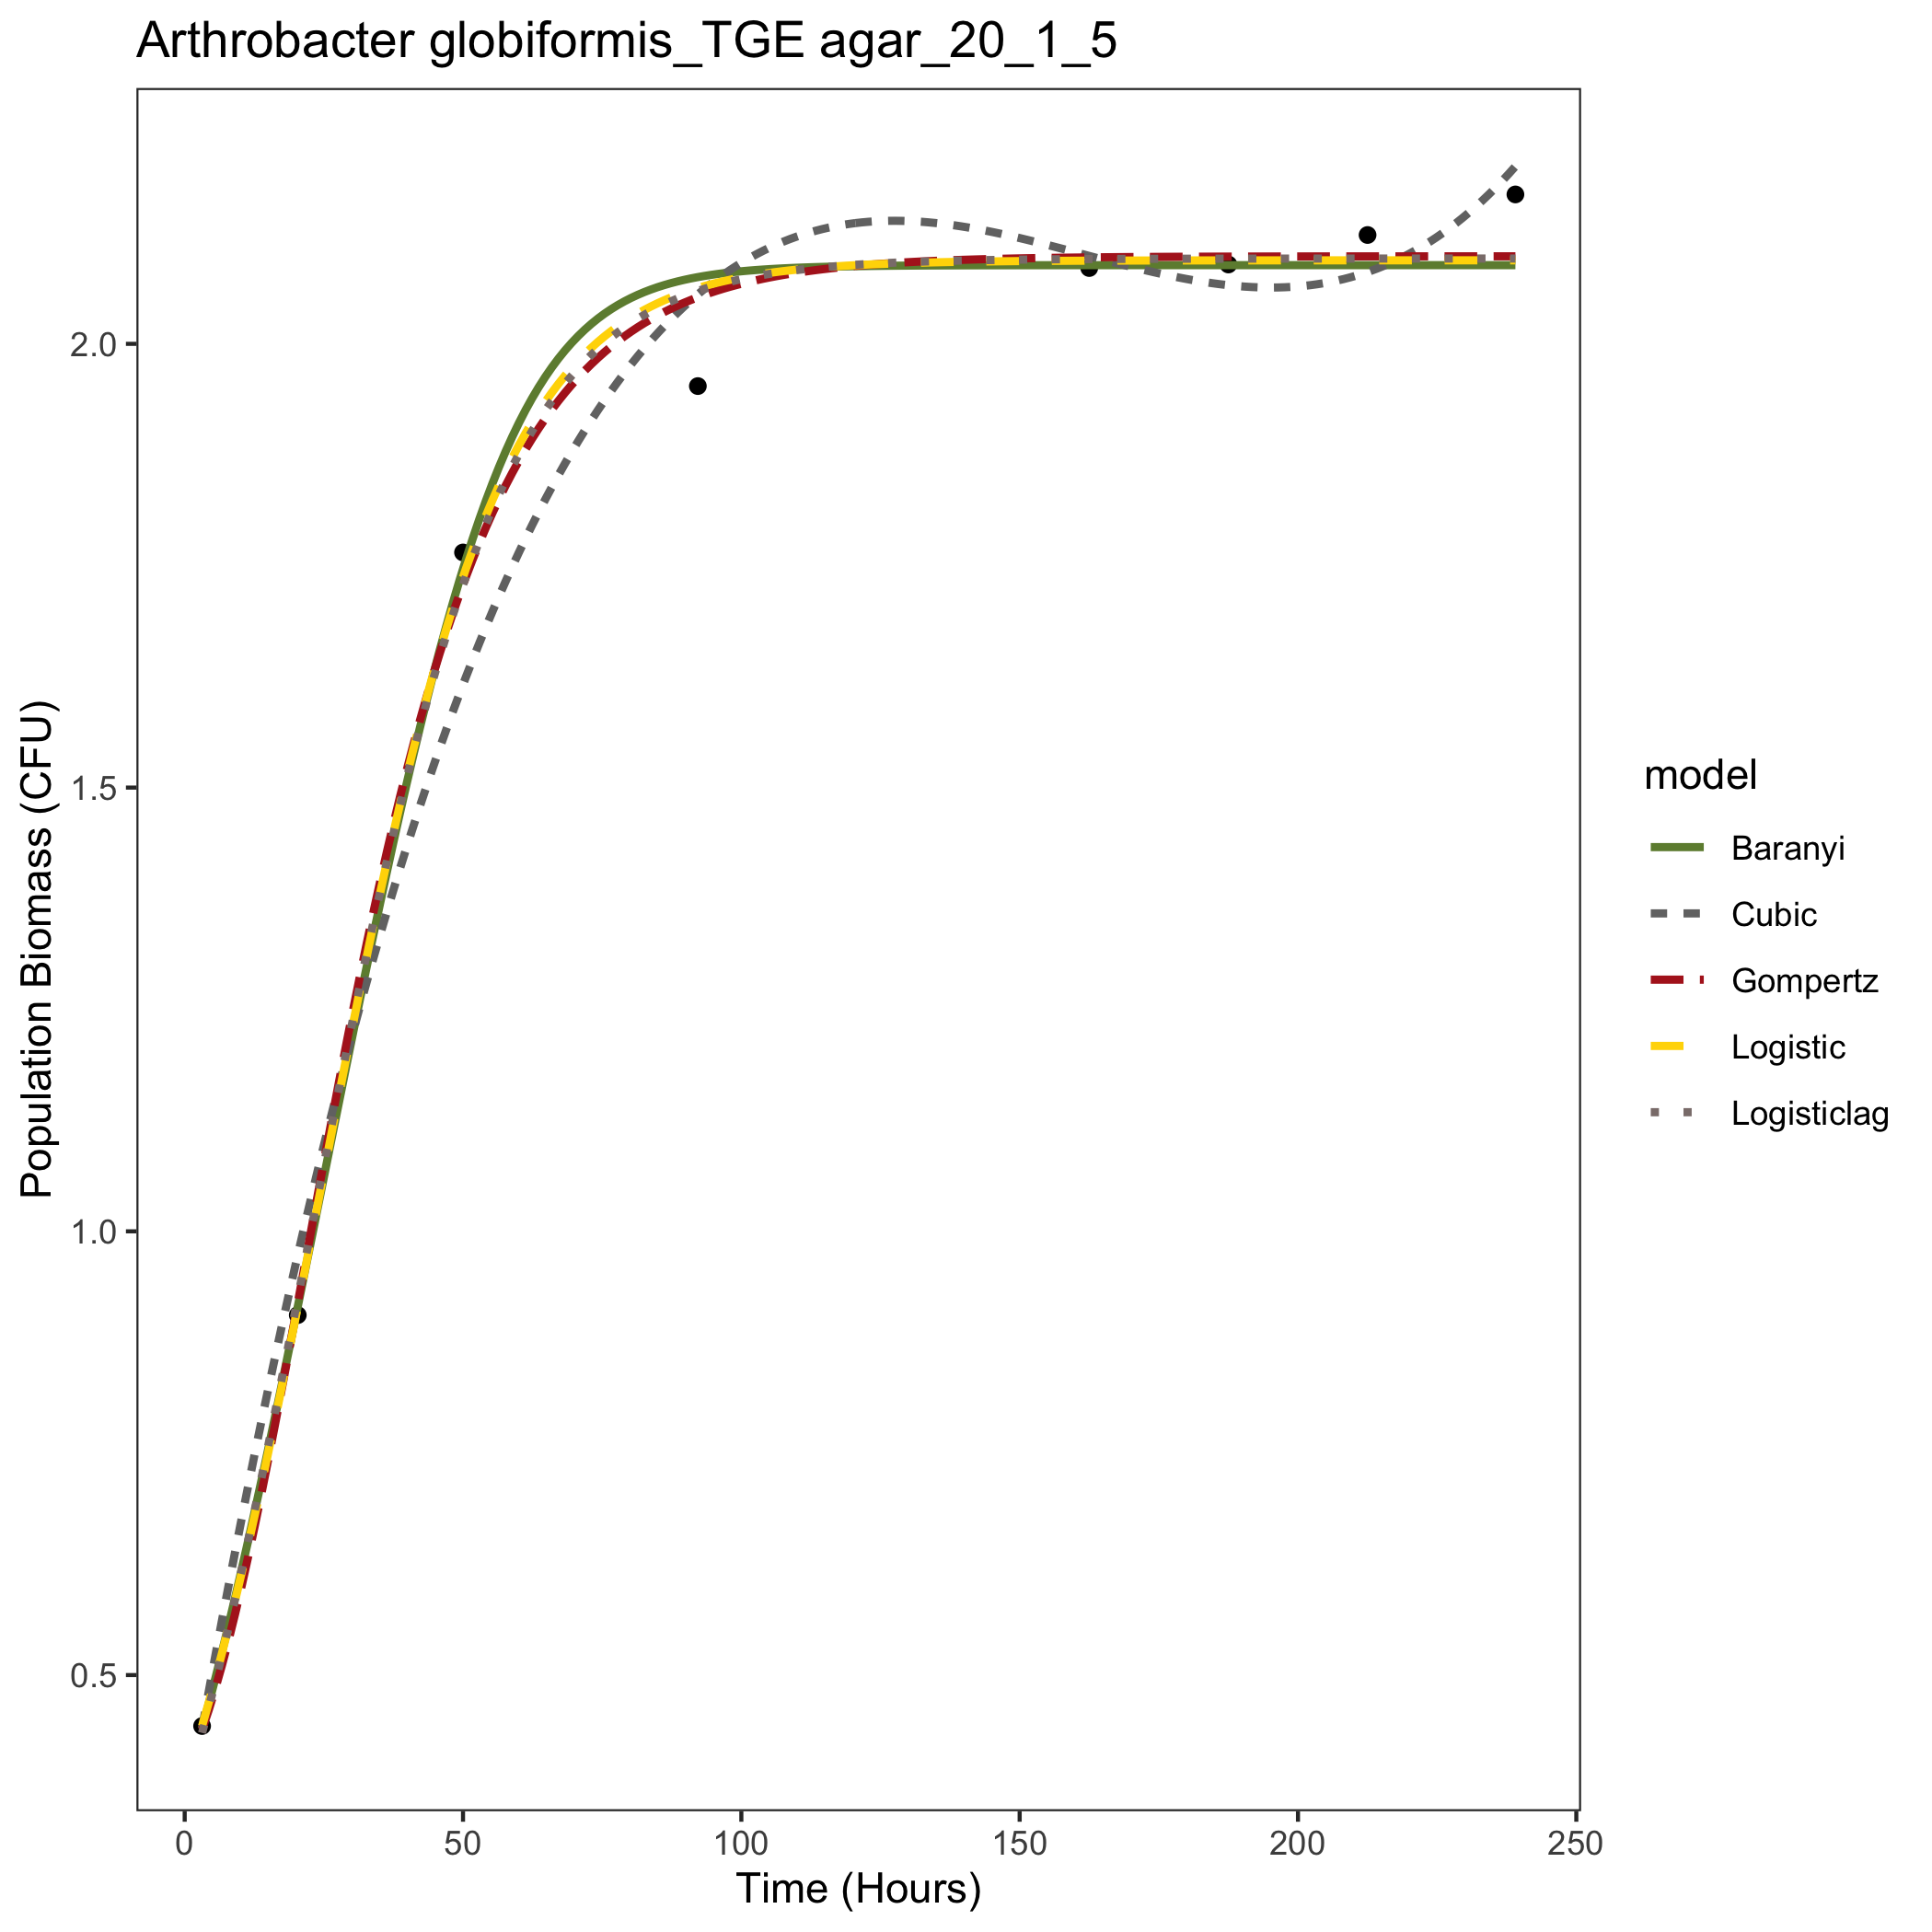 Arthrobacter globiformis_TGE agar_20_1_5
Population Biomass (CFU)
2.0
1.5
1.0
0.5
0 50 100 150 200 250
Time (Hours)
model
Baranyi
Cubic
Gompertz
Logistic
Logisticlag